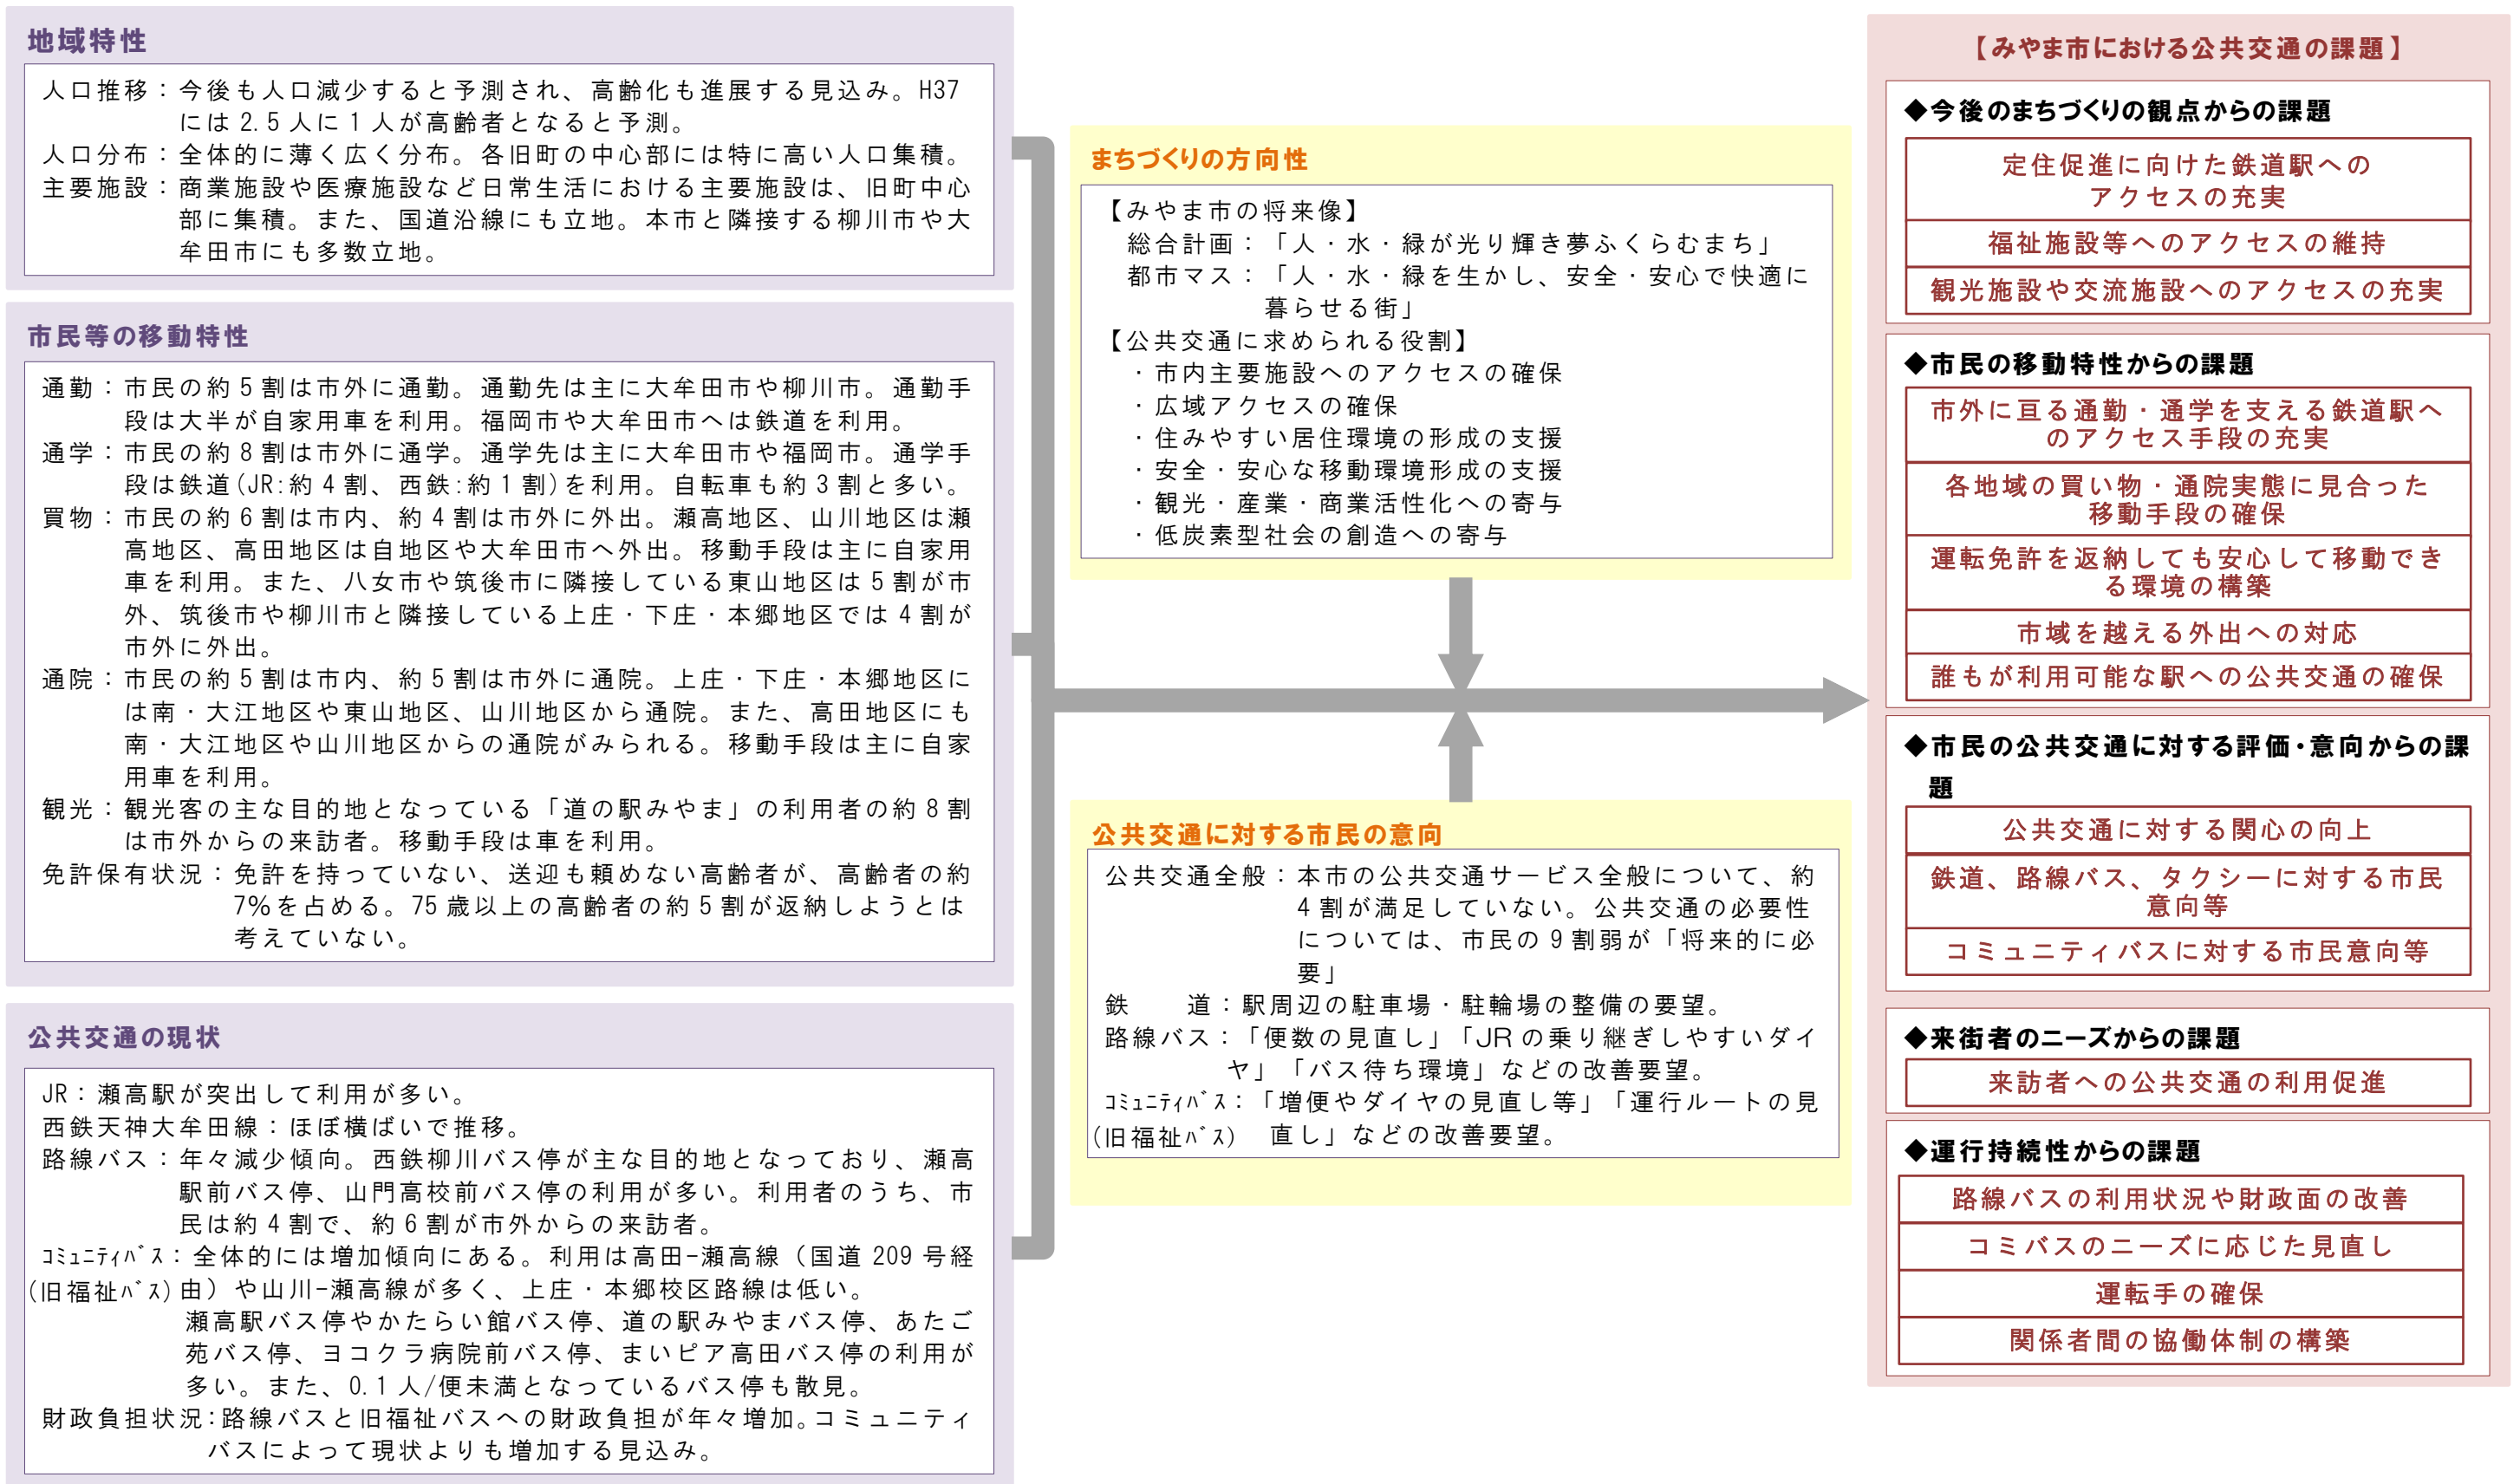 地域特性
人口推移：今後も人口減少すると予測され、高齢化も進展する見込み。H37
には 2.5 人に 1 人が高齢者となると予測。
人口分布：全体的に薄く広く分布。各旧町の中心部には特に高い人口集積。
主要施設：商業施設や医療施設など日常生活における主要施設は、旧町中心
部に集積。また、国道沿線にも立地。本市と隣接する柳川市や大
牟田市にも多数立地。
市民等の移動特性
通勤：市民の約 5 割は市外に通勤。通勤先は主に大牟田市や柳川市。通勤手
段は大半が自家用車を利用。福岡市や大牟田市へは鉄道を利用。
通学：市民の約 8 割は市外に通学。通学先は主に大牟田市や福岡市。通学手
段は鉄道(JR:約 4 割、西鉄:約 1 割)を利用。自転車も約 3 割と多い。
買物：市民の約 6 割は市内、約 4 割は市外に外出。瀬高地区、山川地区は瀬
高地区、高田地区は自地区や大牟田市へ外出。移動手段は主に自家用
車を利用。また、八女市や筑後市に隣接している東山地区は 5 割が市
外、筑後市や柳川市と隣接している上庄・下庄・本郷地区では 4 割が
市外に外出。
通院：市民の約 5 割は市内、約 5 割は市外に通院。上庄・下庄・本郷地区に
は南・大江地区や東山地区、山川地区から通院。また、高田地区にも
南・大江地区や山川地区からの通院がみられる。移動手段は主に自家
用車を利用。
観光：観光客の主な目的地となっている「道の駅みやま」の利用者の約 8 割
は市外からの来訪者。移動手段は車を利用。
免許保有状況：免許を持っていない、送迎も頼めない高齢者が、高齢者の約
7%を占める。75 歳以上の高齢者の約 5 割が返納しようとは
考えていない。
公共交通の現状
JR：瀬高駅が突出して利用が多い。
西鉄天神大牟田線：ほぼ横ばいで推移。
路線バス：年々減少傾向。西鉄柳川バス停が主な目的地となっており、瀬高
駅前バス停、山門高校前バス停の利用が多い。利用者のうち、市
民は約 4 割で、約 6 割が市外からの来訪者。
ｺﾐｭﾆﾃｨﾊﾞｽ：全体的には増加傾向にある。利用は高田-瀬高線（国道 209 号経
(旧福祉ﾊﾞｽ) 由）や山川-瀬高線が多く、上庄・本郷校区路線は低い。
瀬高駅バス停やかたらい館バス停、道の駅みやまバス停、あたご
苑バス停、ヨコクラ病院前バス停、まいピア高田バス停の利用が
多い。また、0.1 人/便未満となっているバス停も散見。
財政負担状況：路線バスと旧福祉バスへの財政負担が年々増加。コミュニティ
バスによって現状よりも増加する見込み。
まちづくりの方向性
【みやま市の将来像】
総合計画：「人・水・緑が光り輝き夢ふくらむまち」
都市マス：「人・水・緑を生かし、安全・安心で快適に
暮らせる街」
【公共交通に求められる役割】
・市内主要施設へのアクセスの確保
・広域アクセスの確保
・住みやすい居住環境の形成の支援
・安全・安心な移動環境形成の支援
・観光・産業・商業活性化への寄与
・低炭素型社会の創造への寄与
公共交通に対する市民の意向
公共交通全般：本市の公共交通サービス全般について、約
4 割が満足していない。公共交通の必要性
については、市民の 9 割弱が「将来的に必
要」
鉄　　道：駅周辺の駐車場・駐輪場の整備の要望。
路線バス：「便数の見直し」「JR の乗り継ぎしやすいダイ
ヤ」「バス待ち環境」などの改善要望。
ｺﾐｭﾆﾃｨﾊﾞｽ：「増便やダイヤの見直し等」「運行ルートの見
(旧福祉ﾊﾞｽ) 直し」などの改善要望。
【みやま市における公共交通の課題】
◆今後のまちづくりの観点からの課題
定住促進に向けた鉄道駅への
アクセスの充実
福祉施設等へのアクセスの維持
観光施設や交流施設へのアクセスの充実
◆市民の移動特性からの課題
市外に亘る通勤・通学を支える鉄道駅へ
のアクセス手段の充実
各地域の買い物・通院実態に見合った
移動手段の確保
運転免許を返納しても安心して移動でき
る環境の構築
市域を越える外出への対応
誰もが利用可能な駅への公共交通の確保
◆市民の公共交通に対する評価・意向からの課
題
公共交通に対する関心の向上
鉄道、路線バス、タクシーに対する市民
意向等
コミュニティバスに対する市民意向等
◆来街者のニーズからの課題
来訪者への公共交通の利用促進
◆運行持続性からの課題
路線バスの利用状況や財政面の改善
コミバスのニーズに応じた見直し
運転手の確保
関係者間の協働体制の構築